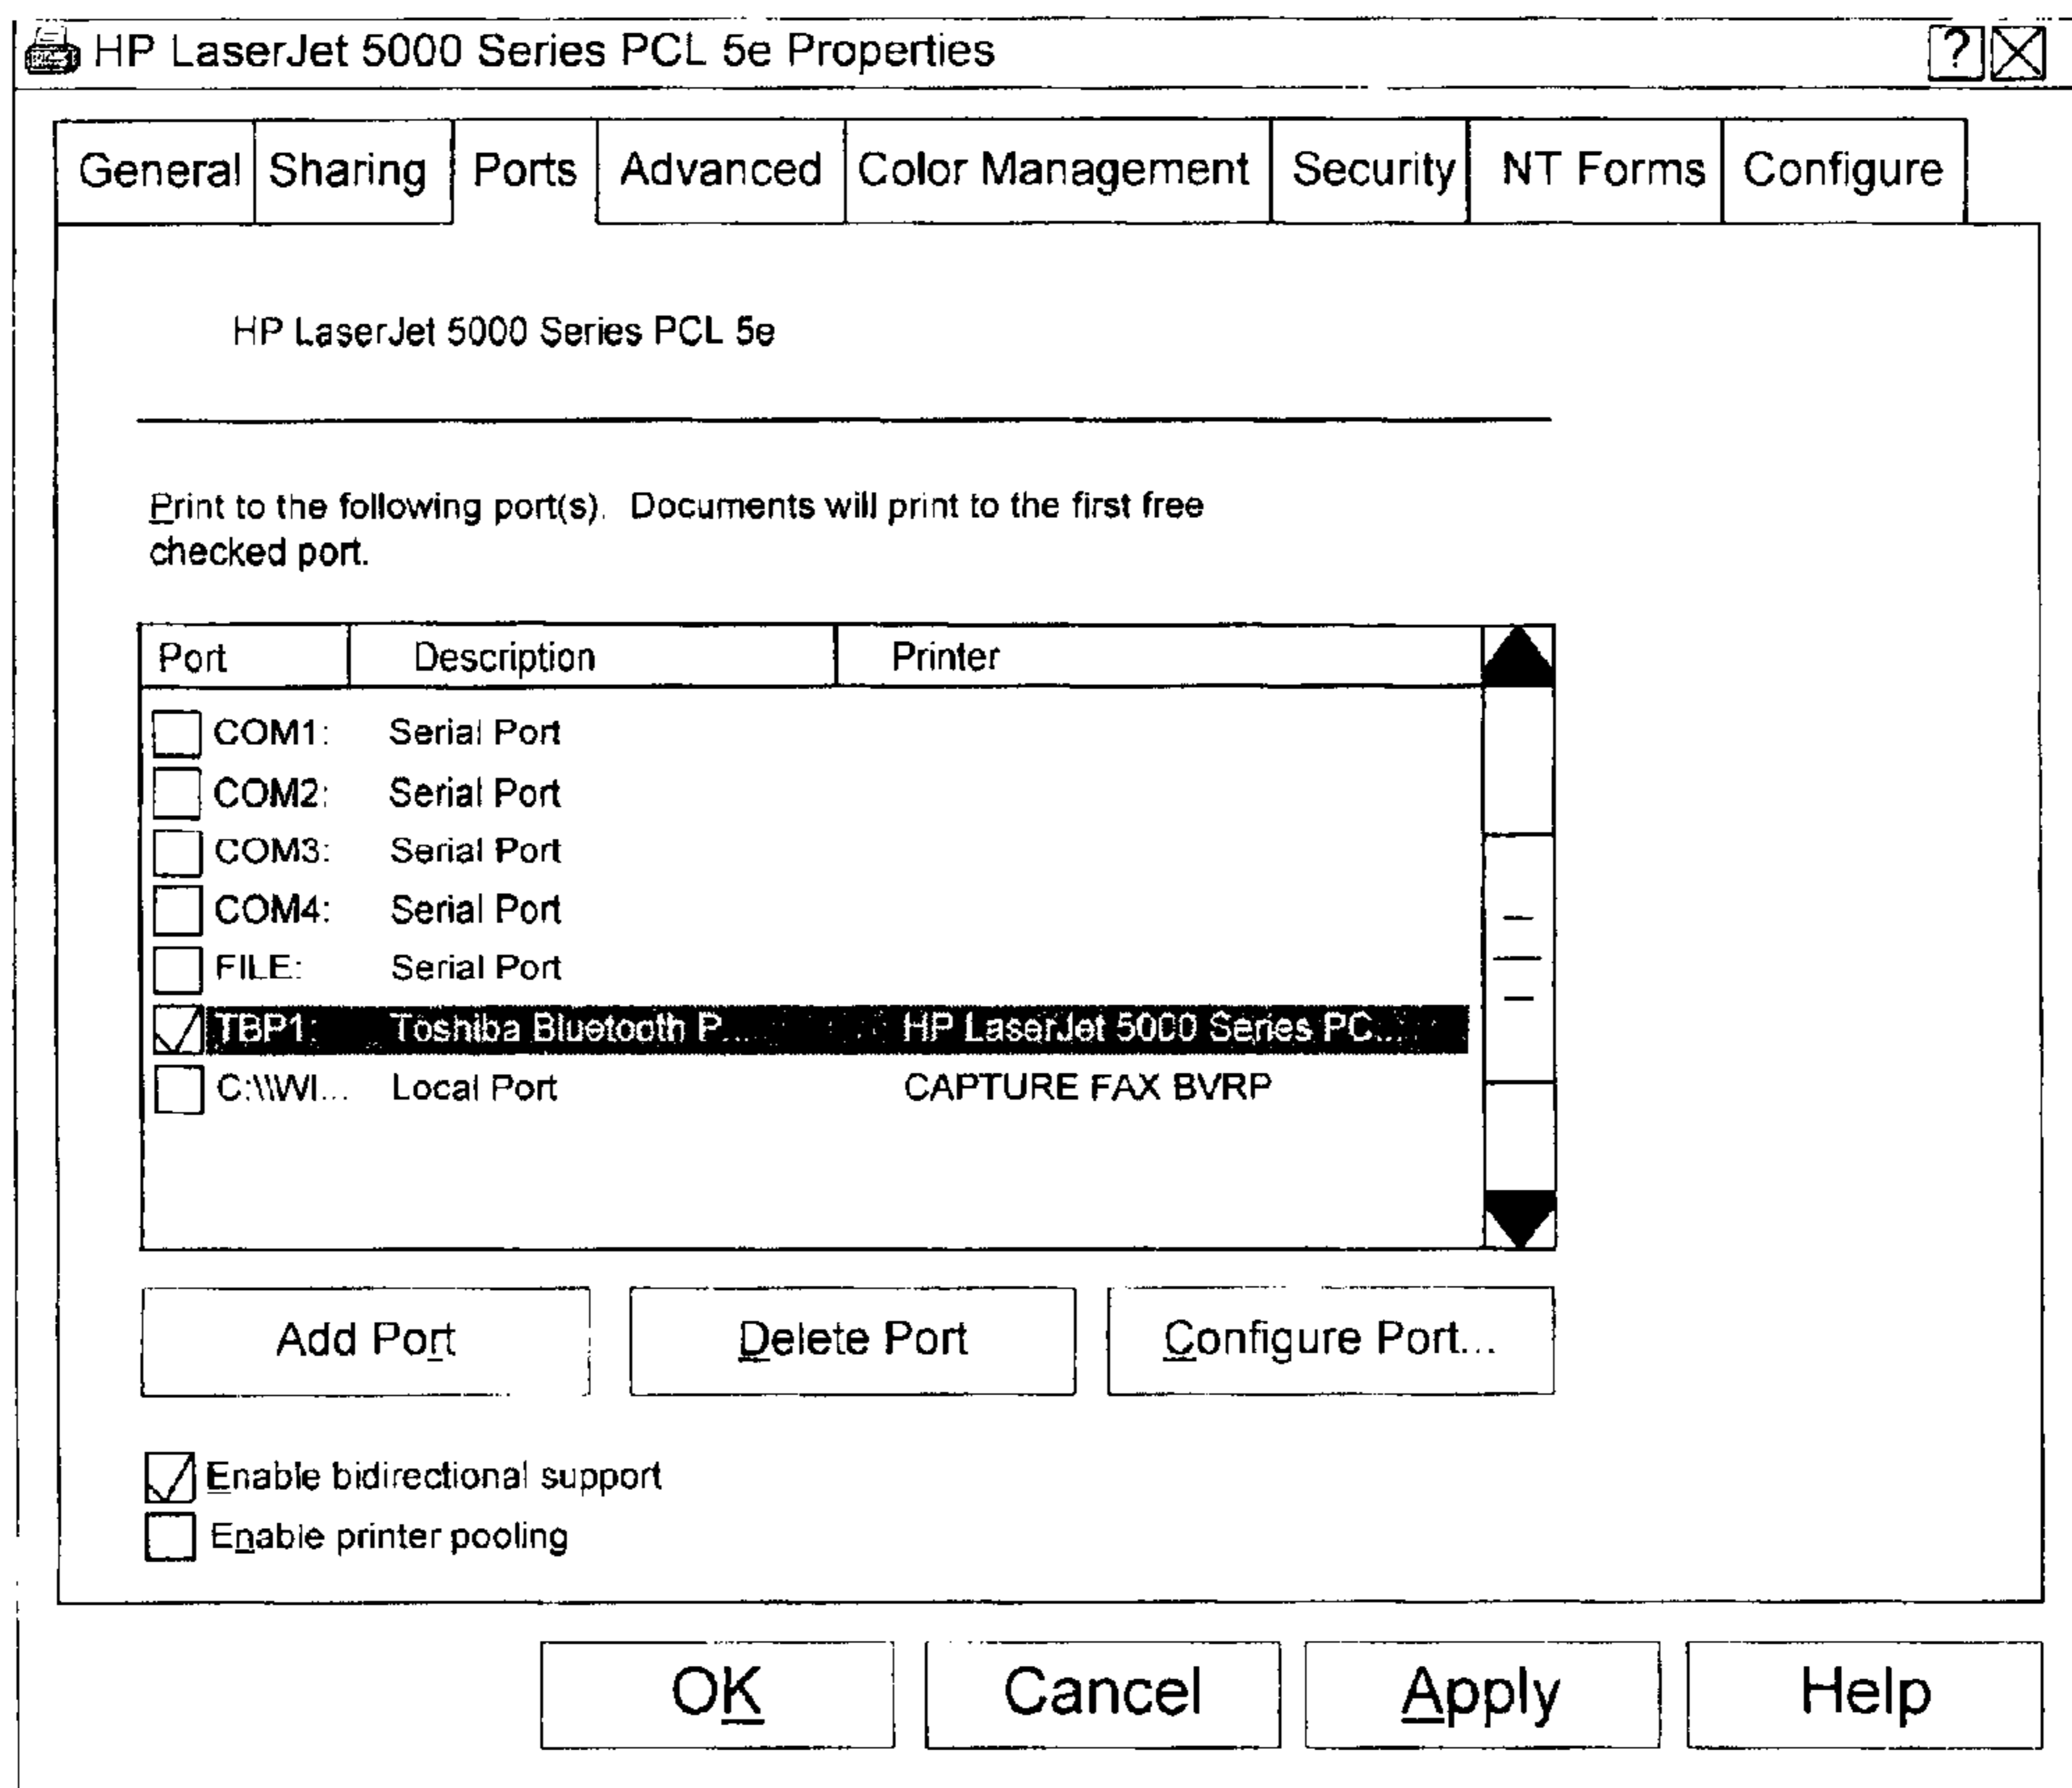 HP LaserJet 5000 Series PCL 5e Properties ?
General Sharing Ports Advanced Color Management Security NT Forms Configure
HP LaserJet 5000 Series PCL 5e
Print to the following port(s). Documents will print to the first free
checked port.
Port Description Printer
COM1: Serial Port
COM2: Serial Port
COM3: Serial Port
COM4: Serial Port
FILE: Serial Port
TBP1: Toshiba Bluetooth P... HP LaserJet 5000 Series PC...
C:\\WI... Local Port CAPTURE FAX BVRP
Add Port Delete Port Configure Port...
Enable bidirectional support
Enable printer pooling
OK Cancel Apply Help